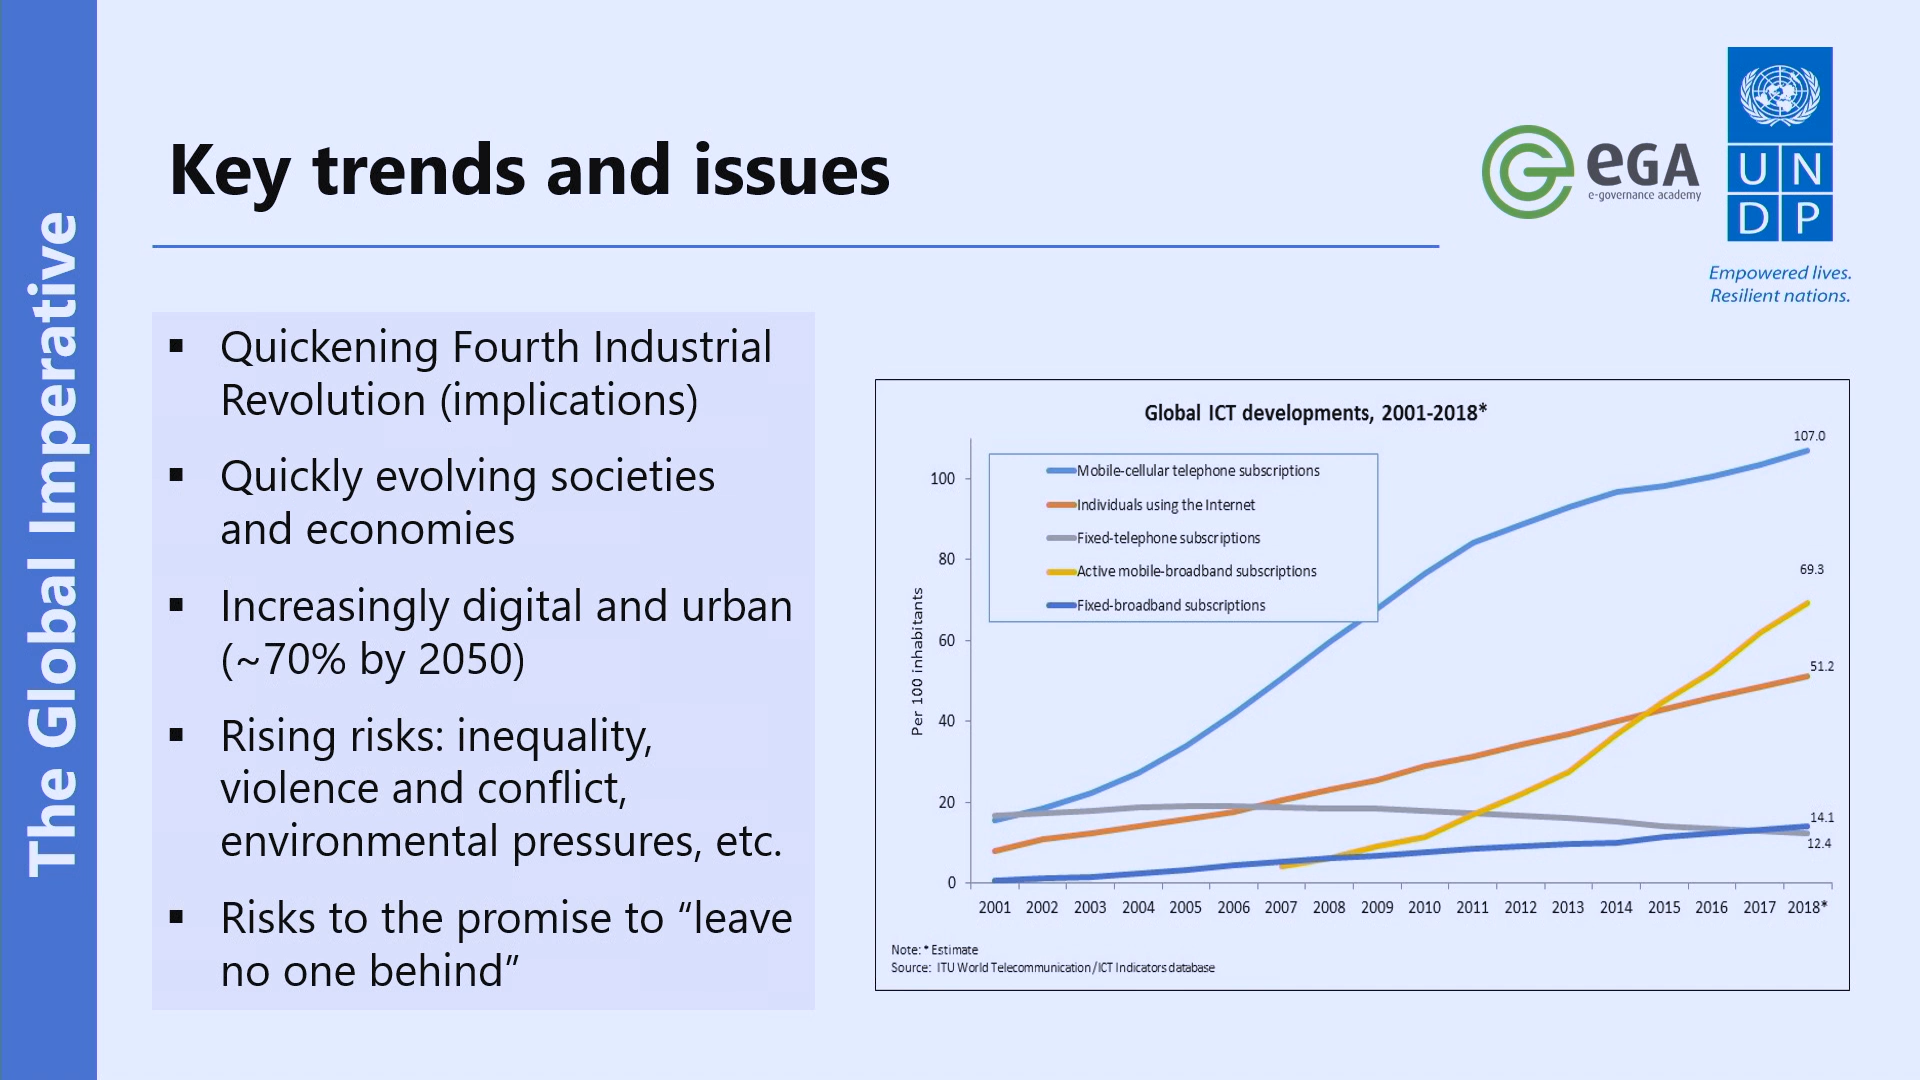 The Global Imperative
Key trends and issues
eGA
e-governance academy
U N
D P
Empowered lives.
Resilient nations.
▪ Quickening Fourth Industrial
Revolution (implications)
▪ Quickly evolving societies
and economies
▪ Increasingly digital and urban
(~70% by 2050)
▪ Rising risks: inequality,
violence and conflict,
environmental pressures, etc.
▪ Risks to the promise to “leave
no one behind”
Global ICT developments, 2001-2018*
Per 100 inhabitants
100
80
60
40
20
0
Mobile-cellular telephone subscriptions
Individuals using the Internet
Fixed-telephone subscriptions
Active mobile-broadband subscriptions
Fixed-broadband subscriptions
107.0
69.3
51.2
14.1
12.4
2001 2002 2003 2004 2005 2006 2007 2008 2009 2010 2011 2012 2013 2014 2015 2016 2017 2018*
Note: * Estimate
Source: ITU World Telecommunication/ICT Indicators database